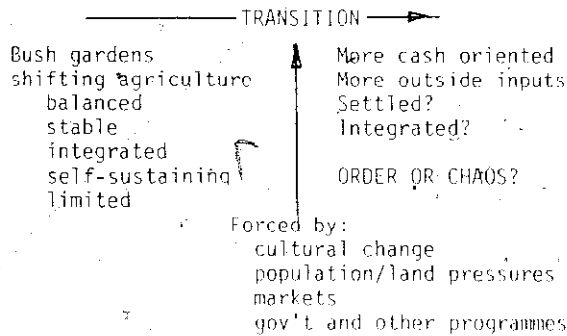 TRANSITION
Bush gardens
shifting agriculture
balanced
stable
integrated
self-sustaining
limited
More cash oriented
More outside inputs
Settled?
Integrated?
ORDER OR CHAOS?
Forced by:
cultural change
population/land pressures
markets
gov't and other programmes